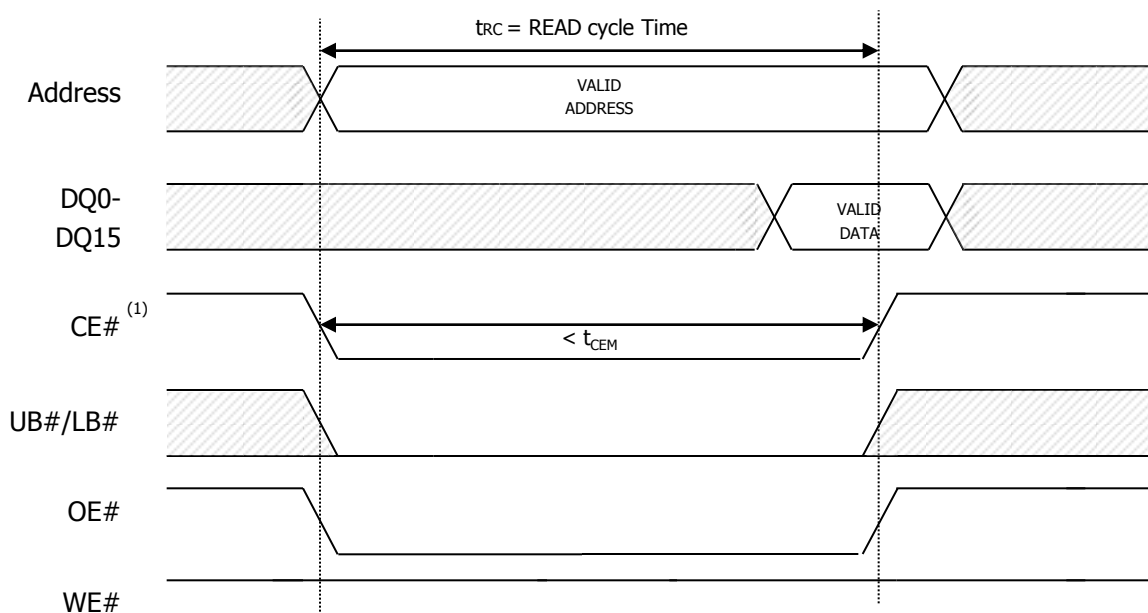 tRC = READ cycle Time
Address
VALID
ADDRESS
DQ0-
DQ15
VALID
DATA
CE# (1)
< tCEM
UB#/LB#
OE#
WE#